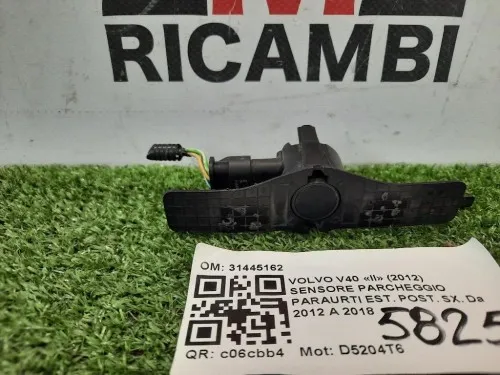 RICAMBI
OM: 31445162
VOLVO V40 «II» (2012)
SENSORE PARCHEGGIO
PARAURTI EST. POST. SX. Da
2012 A 2018
5825
QR: c06cbb4 Mot: D5204T6